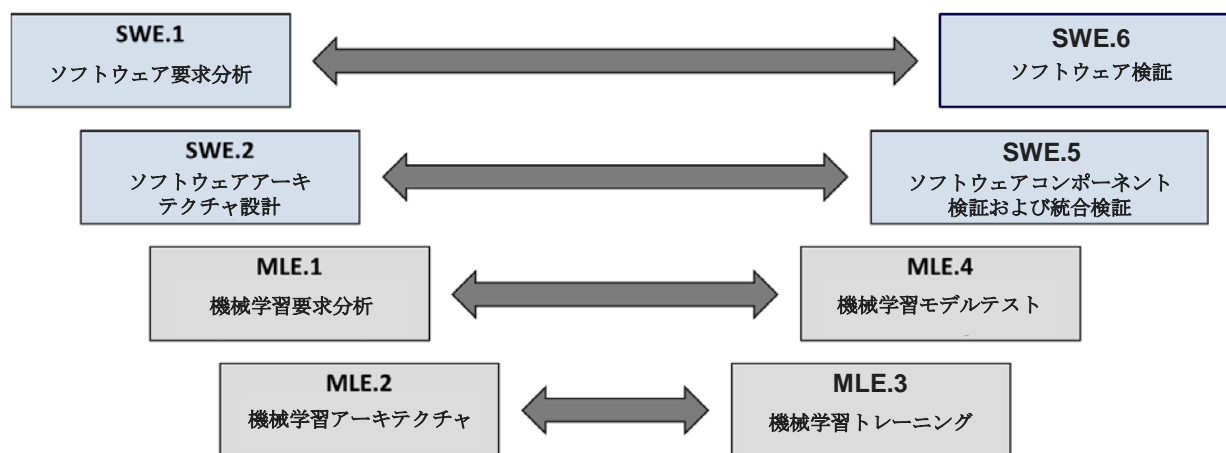 SWE.1
ソフトウェア要求分析
SWE.6
ソフトウェア検証
SWE.2
ソフトウェアアーキ
テクチャ設計
SWE.5
ソフトウェアコンポーネント
検証および統合検証
MLE.1
機械学習要求分析
MLE.4
機械学習モデルテスト
MLE.2
機械学習アーキテクチャ
MLE.3
機械学習トレーニング